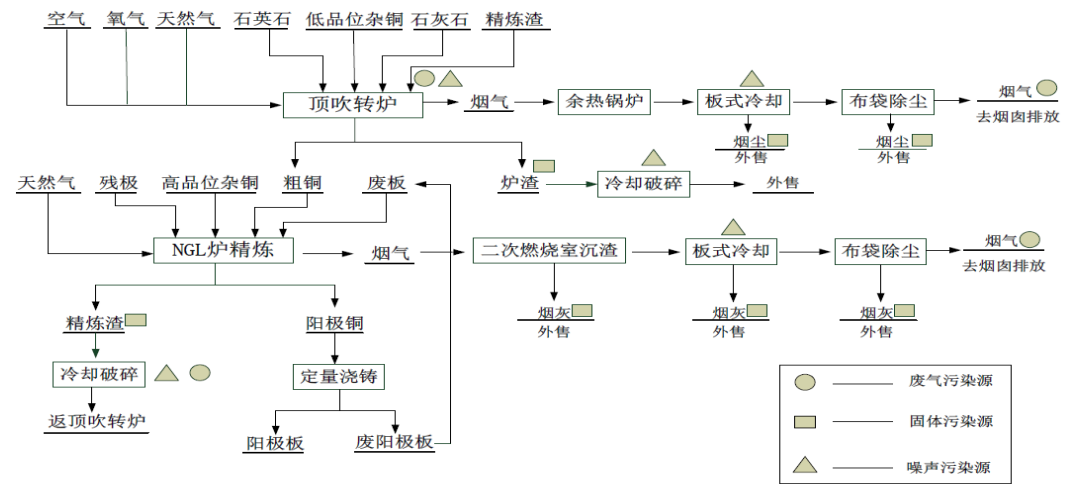 空气 氧气 天然气 石英石 低品位杂铜 石灰石 精炼渣
顶吹转炉 烟气 余热锅炉 板式冷却 布袋除尘 烟气
去烟囱排放
烟尘 烟尘
外售 外售
天然气 残极 高品位杂铜 粗铜 废板 炉渣 冷却破碎 外售
NGL炉精炼 烟气 二次燃烧室沉渣 板式冷却 布袋除尘 烟气
去烟囱排放
烟灰 烟灰 烟灰
外售 外售 外售
精炼渣 阳极铜
冷却破碎 定量浇铸
返顶吹转炉 阳极板 废阳极板
废气污染源
固体污染源
噪声污染源